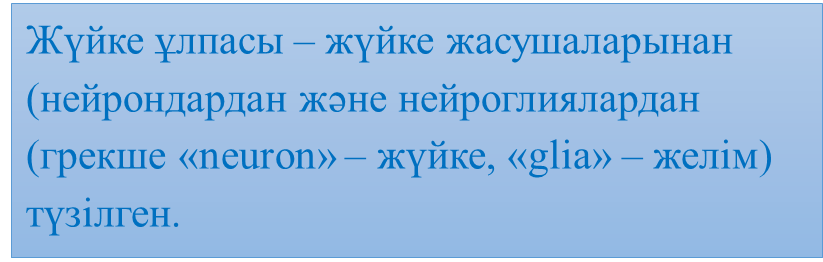 Жүйке ұлпасы – жүйке жасушаларынан
(нейрондардан және нейроглиялардан
(грекше «neuron» – жүйке, «glia» – желім)
түзілген.